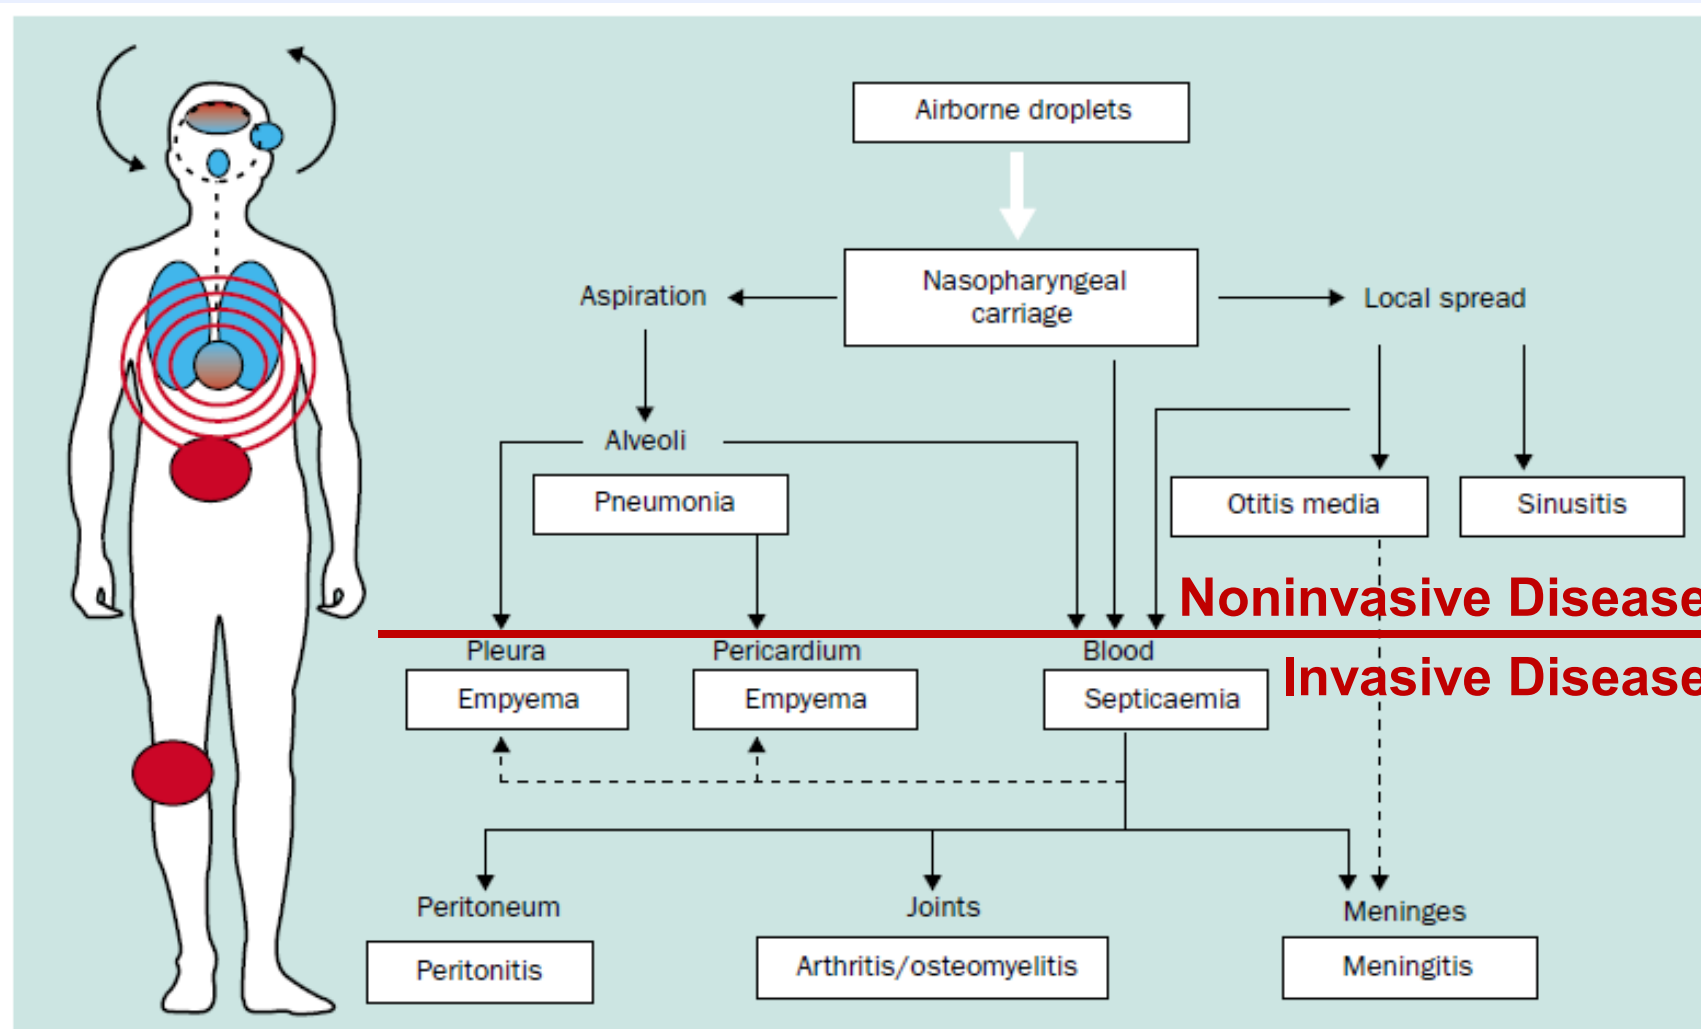 Airborne droplets
Nasopharyngeal
carriage
Aspiration
Local spread
Alveoli
Pneumonia
Otitis media
Sinusitis
Noninvasive Disease
Pleura
Pericardium
Blood
Invasive Disease
Empyema
Empyema
Septicaemia
Peritoneum
Joints
Meninges
Peritonitis
Arthritis/osteomyelitis
Meningitis